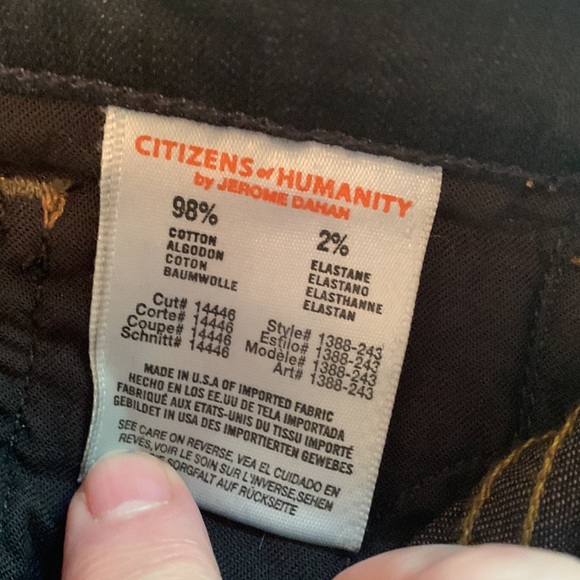 CITIZENS of HUMANITY
by JEROME DAHAN
98%
COTTON
ALGODON
COTON
BAUMWOLLE
2%
ELASTANE
ELASTANO
ELASTHANNE
ELASTAN
Cut# 14446
Corte# 14446
Coupe# 14446
Schnitt# 14446
Style# 1388-243
Estilo# 1388-243
Modèle# 1388-243
Art# 1388-243
MADE IN U.S.A OF IMPORTED FABRIC
HECHO EN LOS EE.UU DE TELA IMPORTADA
FABRIQUÉ AUX ETATS-UNIS DU TISSU IMPORTÉ
GEBILDET IN USA DES IMPORTIERTEN GEWEBES
SEE CARE ON REVERSE, VEA EL CUIDADO EN
REVES, VOIR LE SOIN SUR L'INVERSE, SEHEN
SORGFALT AUF RÜCKSEITE